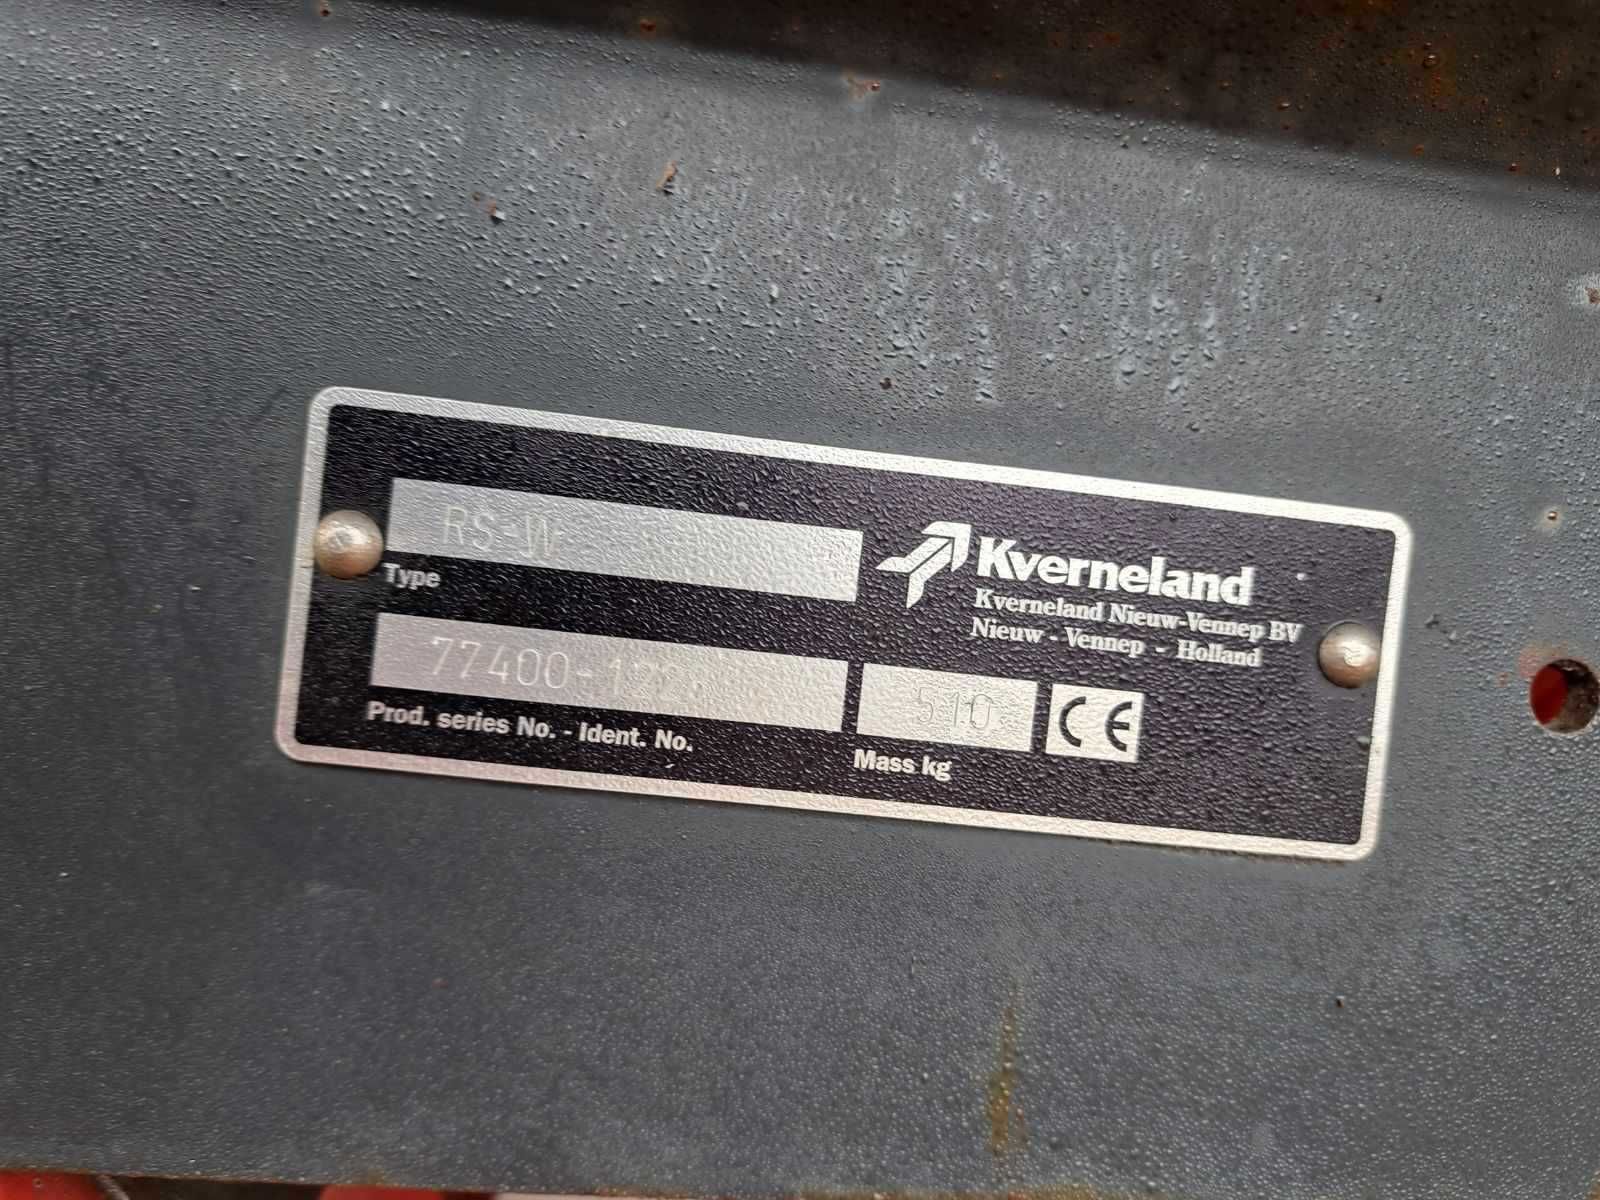 RS-W
Type
Kverneland
Kverneland Nieuw-Vennep BV
Nieuw - Vennep - Holland
77400-122
510
CE
Prod. series No. - Ident. No.
Mass kg